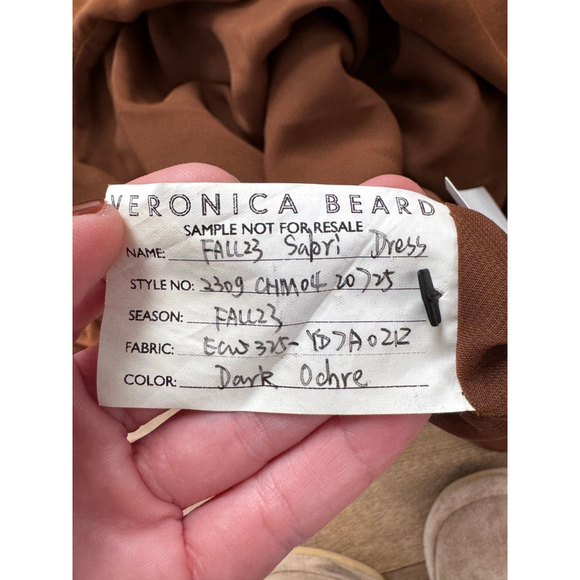 VERONICA BEARD
SAMPLE NOT FOR RESALE
NAME: FALL23 Sapri Dress
STYLE NO: 2309 CHM04 20725
SEASON: FALL23
FABRIC: ECWS325-YD7A0212
COLOR: Dark Ochre